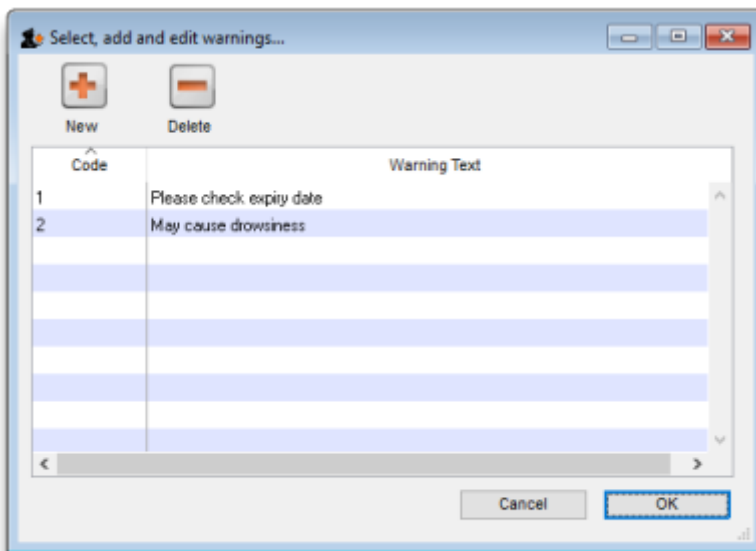 Select, add and edit warnings...
New Delete
Code Warning Text
1 Please check expiry date
2 May cause drowsiness
Cancel OK